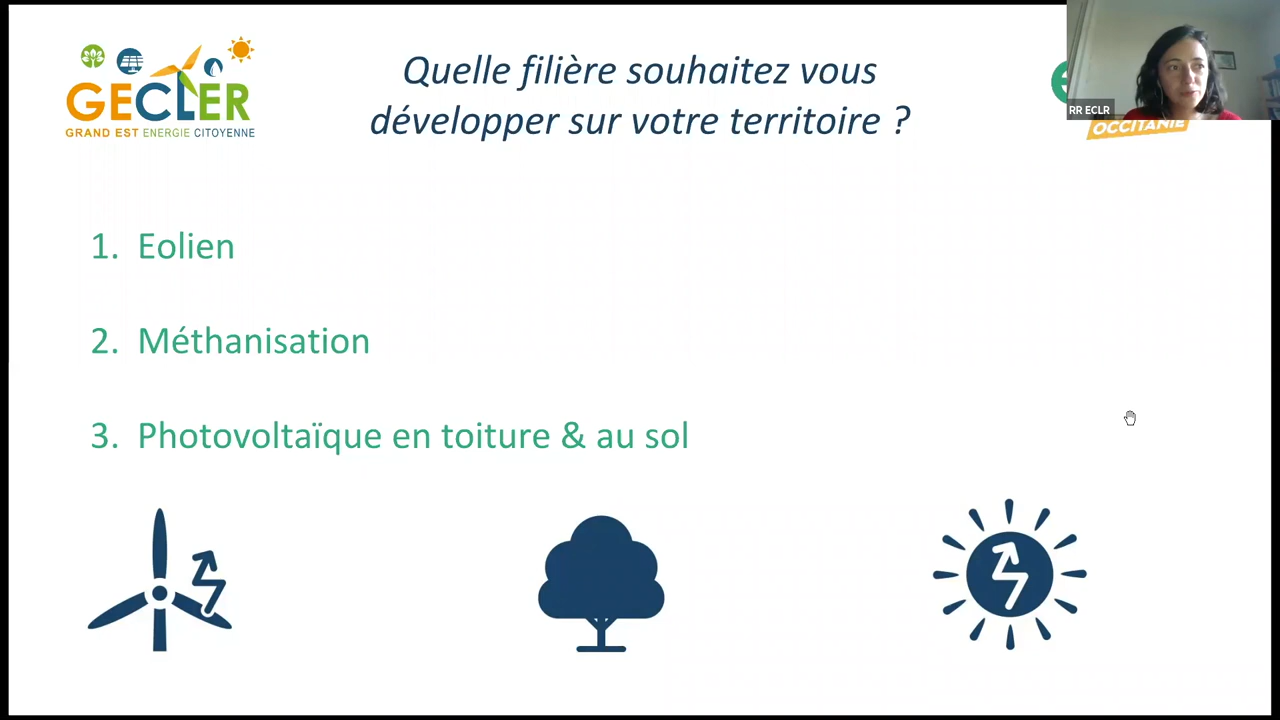 GECLER
GRAND EST ENERGIE CITOYENNE
Quelle filière souhaitez vous
développer sur votre territoire ?
RR ECLR
OCCITANIE
1. Eolien
2. Méthanisation
3. Photovoltaïque en toiture & au sol